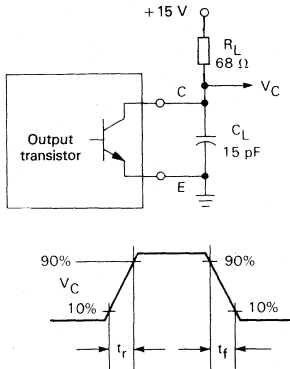 + 15 V
R_L
68 Ω
C
V_C
Output
transistor
C_L
15 pF
E
90%
90%
V_C
10%
10%
t_r
t_f